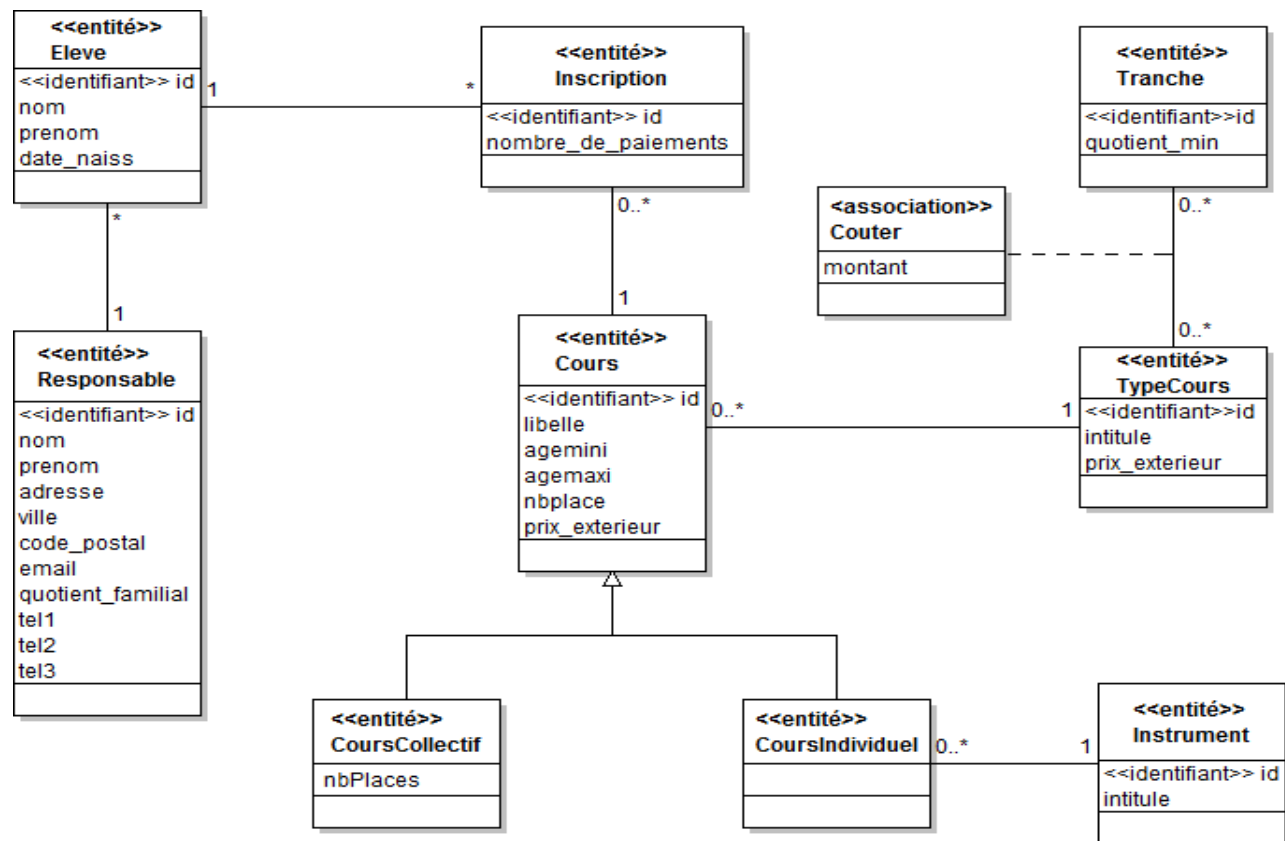 <<entité>>
Eleve
<<identifiant>> id
nom
prenom
date_naiss
1
*
*
1
<<entité>>
Inscription
<<identifiant>> id
nombre_de_paiements
0..*
1
<<entité>>
Tranche
<<identifiant>>id
quotient_min
0..*
0..*
<association>>
Couter
montant
<<entité>>
Responsable
<<identifiant>> id
nom
prenom
adresse
ville
code_postal
email
quotient_familial
tel1
tel2
tel3
<<entité>>
Cours
<<identifiant>> id
libelle
agemini
agemaxi
nbplace
prix_exterieur
0..*
1
<<entité>>
TypeCours
<<identifiant>>id
intitule
prix_exterieur
<<entité>>
CoursCollectif
nbPlaces
<<entité>>
CoursIndividuel
0..*
1
<<entité>>
Instrument
<<identifiant>> id
intitule